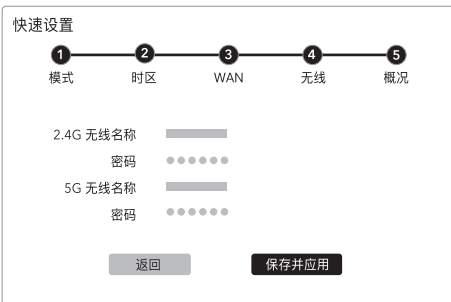 快速设置
1 2 3 4 5
模式 时区 WAN 无线 概况
2.4G 无线名称
密码
5G 无线名称
密码
返回 保存并应用